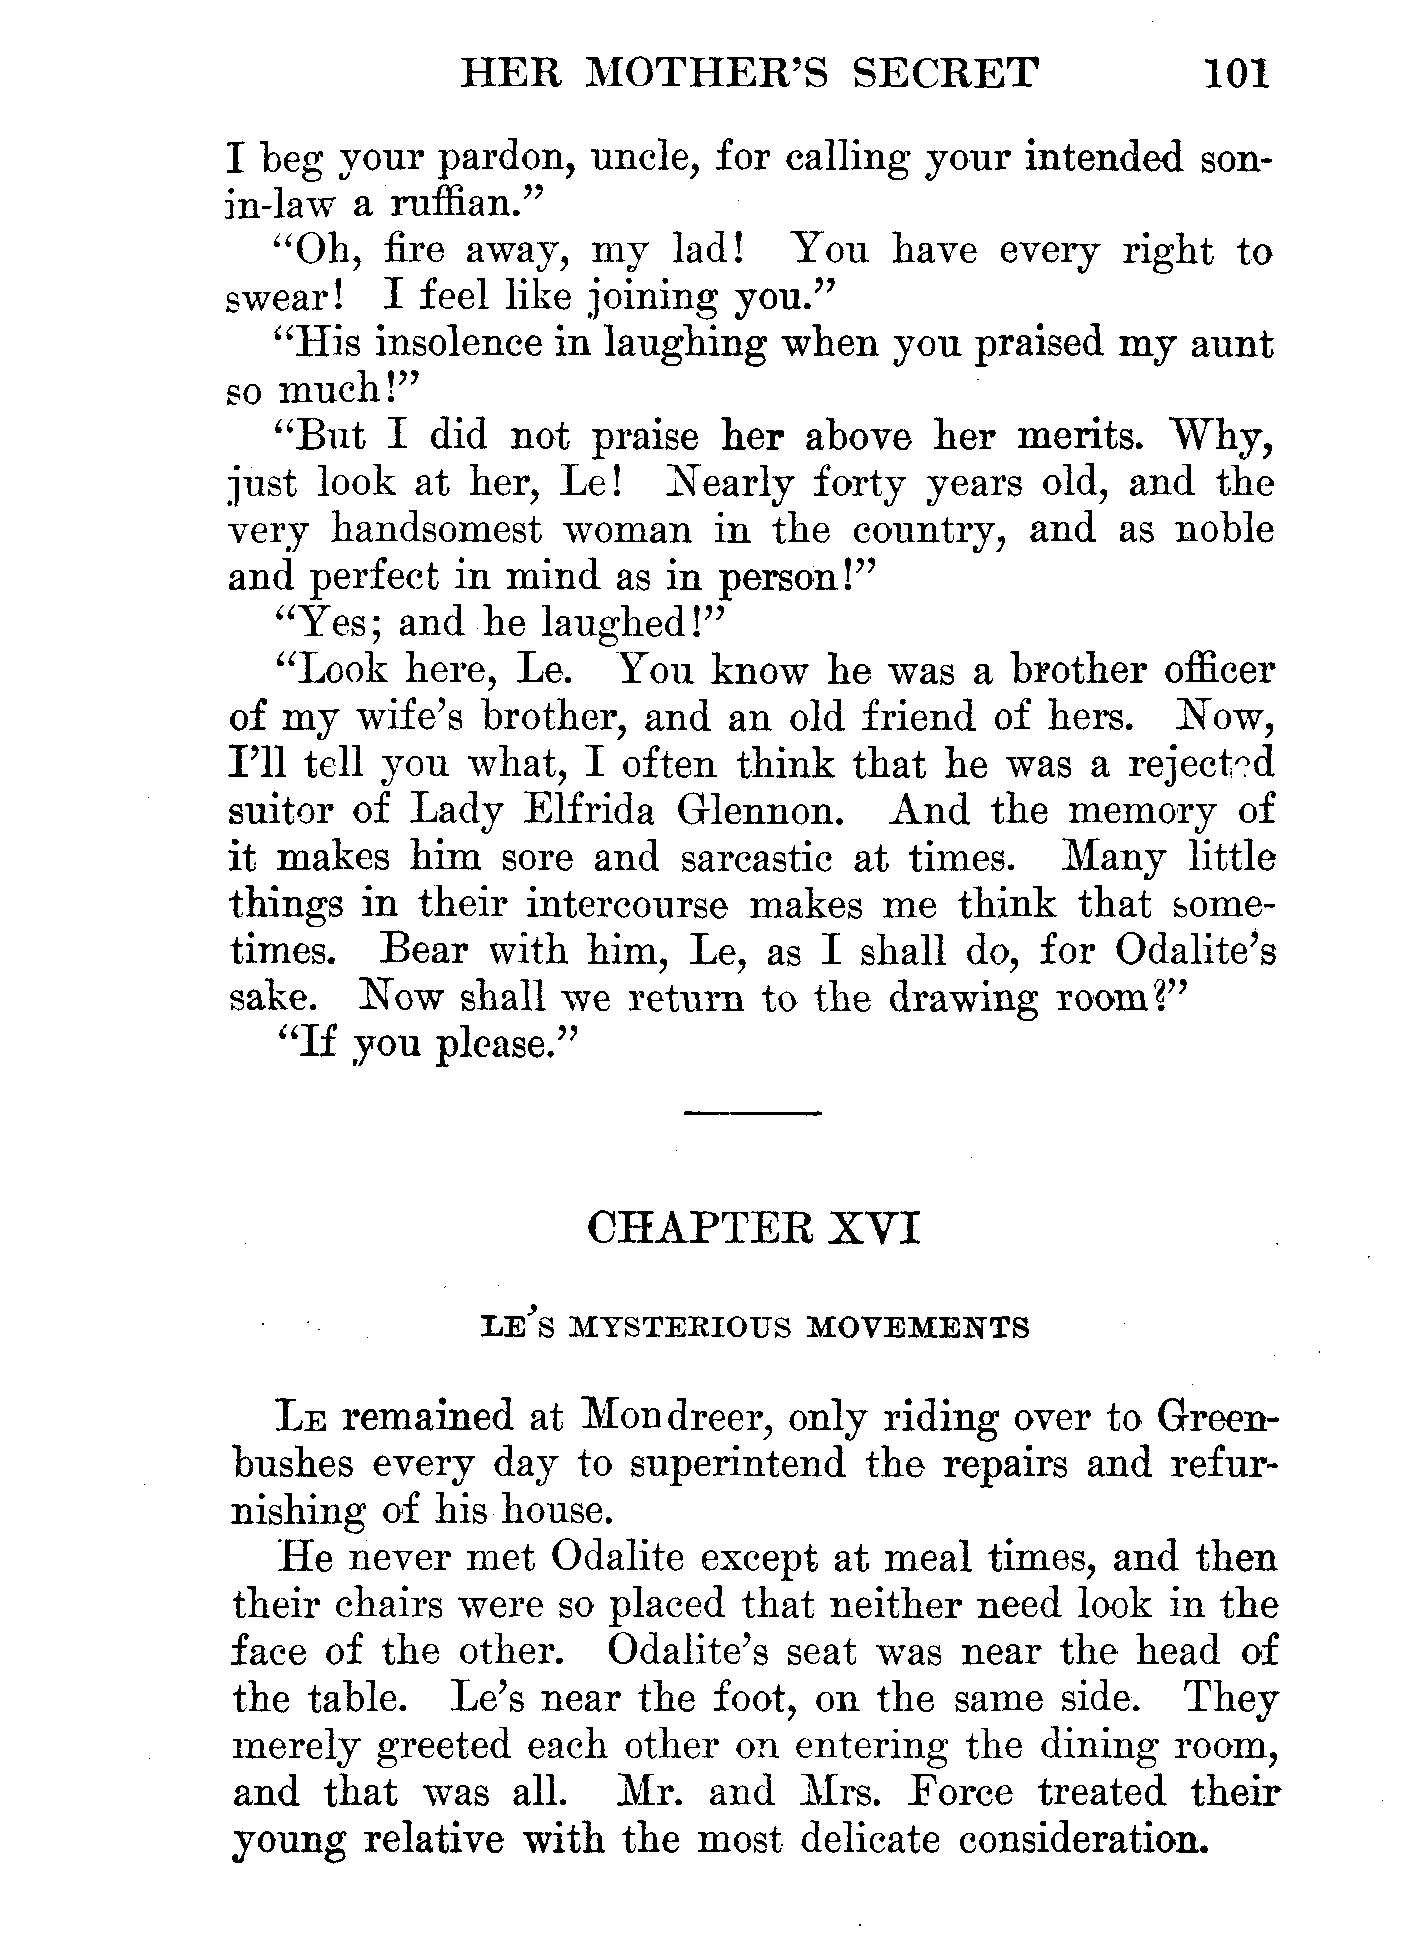 HER MOTHER'S SECRET 101
I beg your pardon, uncle, for calling your intended son-
in-law a ruffian.”
“Oh, fire away, my lad! You have every right to
swear! I feel like joining you.”
“His insolence in laughing when you praised my aunt
so much!”
“But I did not praise her above her merits. Why,
just look at her, Le! Nearly forty years old, and the
very handsomest woman in the country, and as noble
and perfect in mind as in person!”
“Yes; and he laughed!”
“Look here, Le. You know he was a brother officer
of my wife’s brother, and an old friend of hers. Now,
I’ll tell you what, I often think that he was a rejected
suitor of Lady Elfrida Glennon. And the memory of
it makes him sore and sarcastic at times. Many little
things in their intercourse makes me think that some-
times. Bear with him, Le, as I shall do, for Odalite’s
sake. Now shall we return to the drawing room?”
“If you please.”
CHAPTER XVI
LE’S MYSTERIOUS MOVEMENTS
LE remained at Mondreer, only riding over to Green-
bushes every day to superintend the repairs and refur-
nishing of his house.
He never met Odalite except at meal times, and then
their chairs were so placed that neither need look in the
face of the other. Odalite’s seat was near the head of
the table. Le’s near the foot, on the same side. They
merely greeted each other on entering the dining room,
and that was all. Mr. and Mrs. Force treated their
young relative with the most delicate consideration.